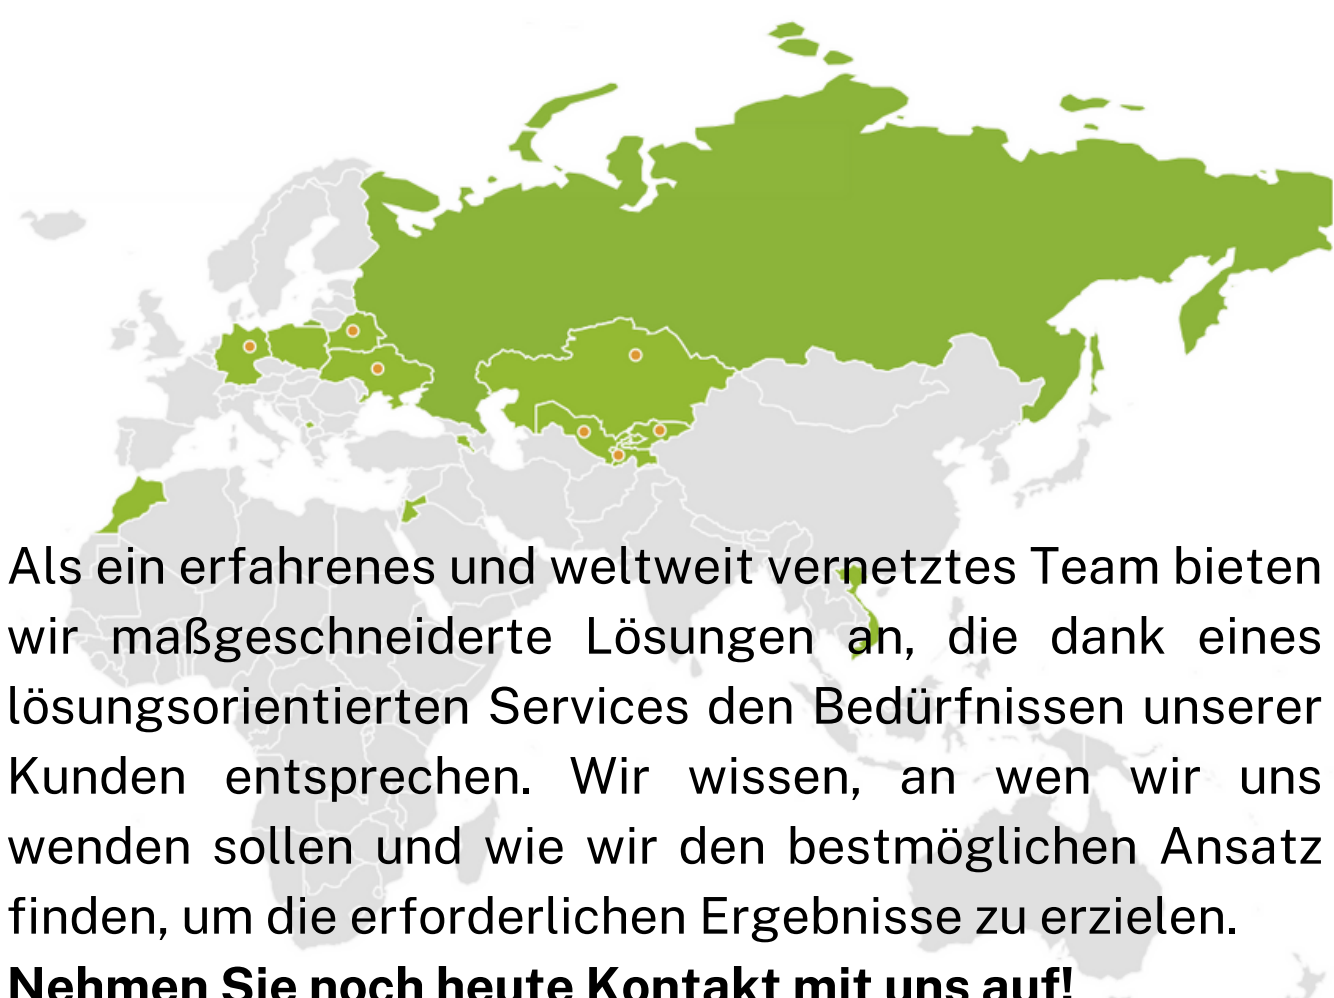 Als ein erfahrenes und weltweit vernetztes Team bieten
wir maßgeschneiderte Lösungen an, die dank eines
lösungsorientierten Services den Bedürfnissen unserer
Kunden entsprechen. Wir wissen, an wen wir uns
wenden sollen und wie wir den bestmöglichen Ansatz
finden, um die erforderlichen Ergebnisse zu erzielen.
Nehmen Sie noch heute Kontakt mit uns auf!